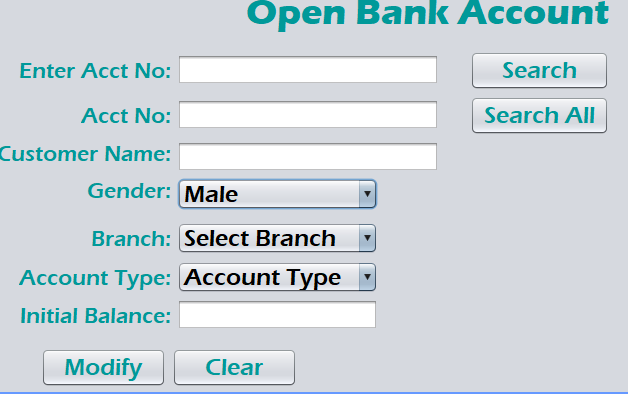 Open Bank Account
Enter Acct No: Search
Acct No: Search All
Customer Name:
Gender: Male
Branch: Select Branch
Account Type: Account Type
Initial Balance:
Modify Clear